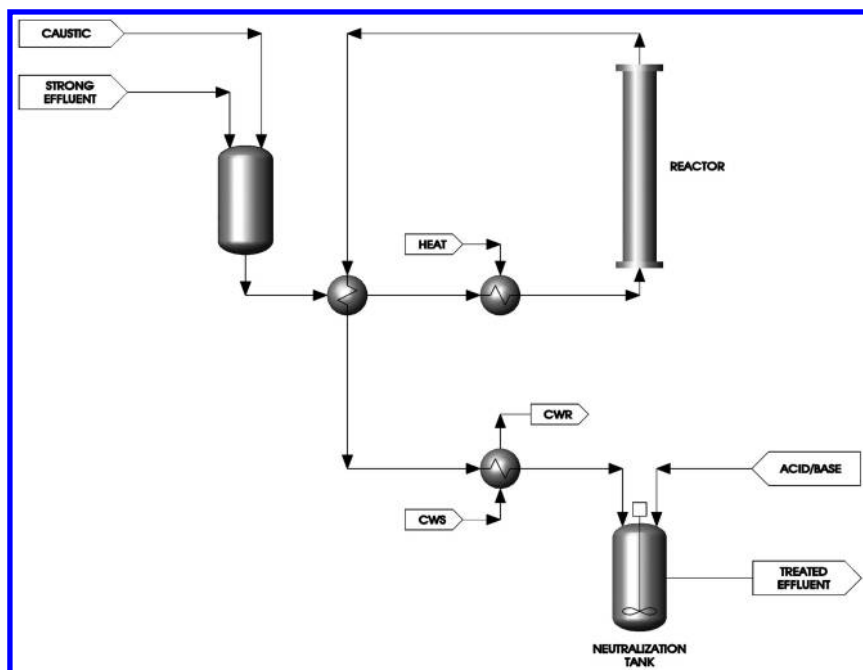 CAUSTIC
STRONG
EFFLUENT
REACTOR
HEAT
CWR
ACID/BASE
CWS
TREATED
EFFLUENT
NEUTRALIZATION
TANK